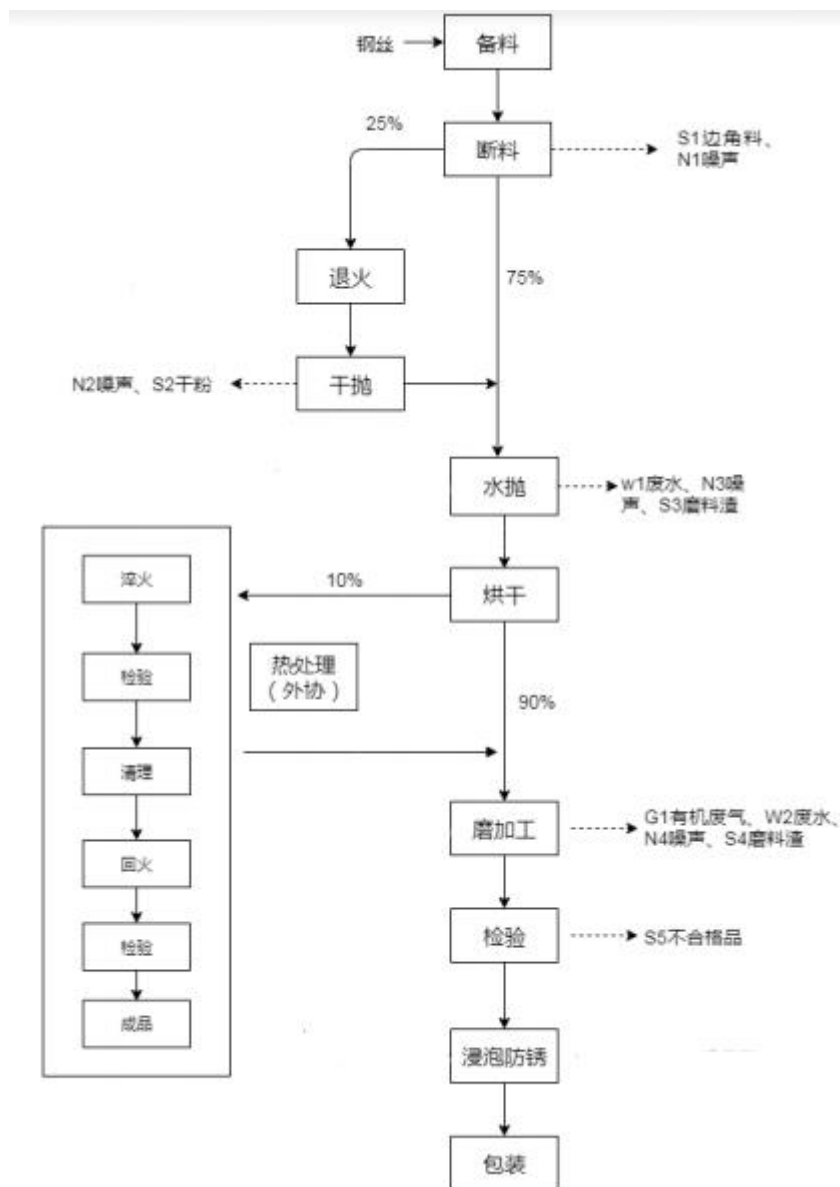 钢丝
备料
25%
断料
S1边角料、
N1噪声
退火
75%
干抛
N2噪声、S2干粉
水抛
w1废水、N3噪
声、S3磨料渣
淬火
10%
烘干
检验
热处理
（外协）
90%
清理
磨加工
G1有机废气、W2废水、
N4噪声、S4磨料渣
回火
检验
检验
S5不合格品
成品
浸泡防锈
包装